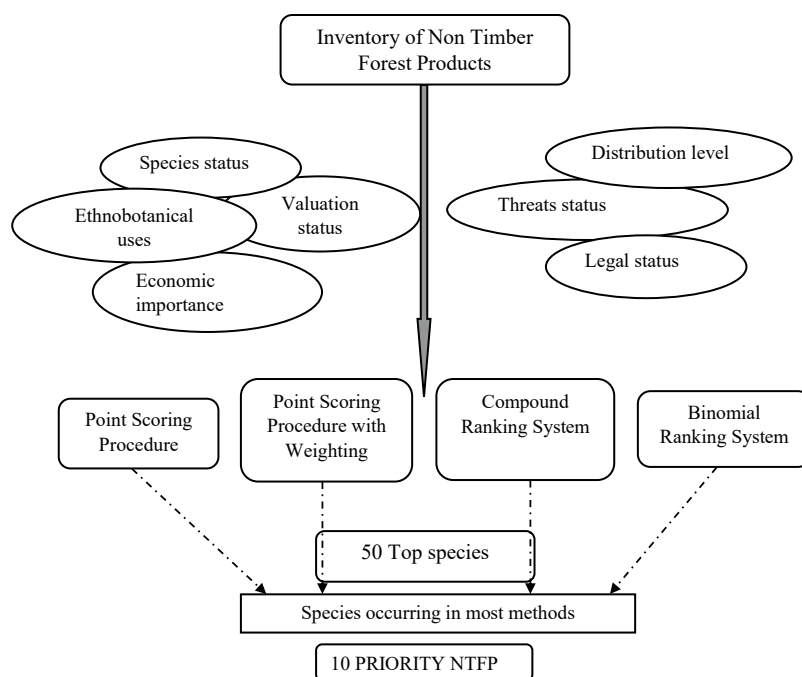 Inventory of Non Timber
Forest Products
Species status
Distribution level
Ethnobotanical
uses
Valuation
status
Threats status
Economic
importance
Legal status
Point Scoring
Procedure
Point Scoring
Procedure with
Weighting
Compound
Ranking System
Binomial
Ranking System
50 Top species
Species occurring in most methods
10 PRIORITY NTFP